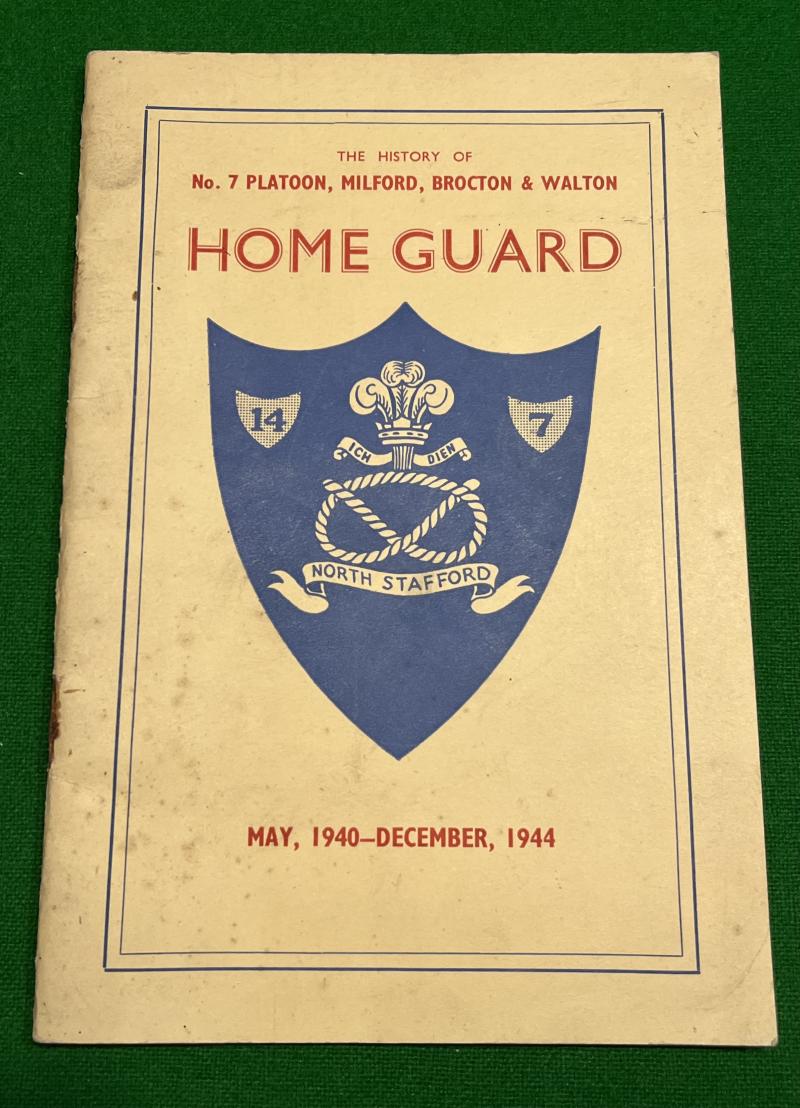 THE HISTORY OF
No. 7 PLATOON, MILFORD, BROCTON & WALTON
HOME GUARD
14
7
ICH DIEN
NORTH STAFFORD
MAY, 1940–DECEMBER, 1944